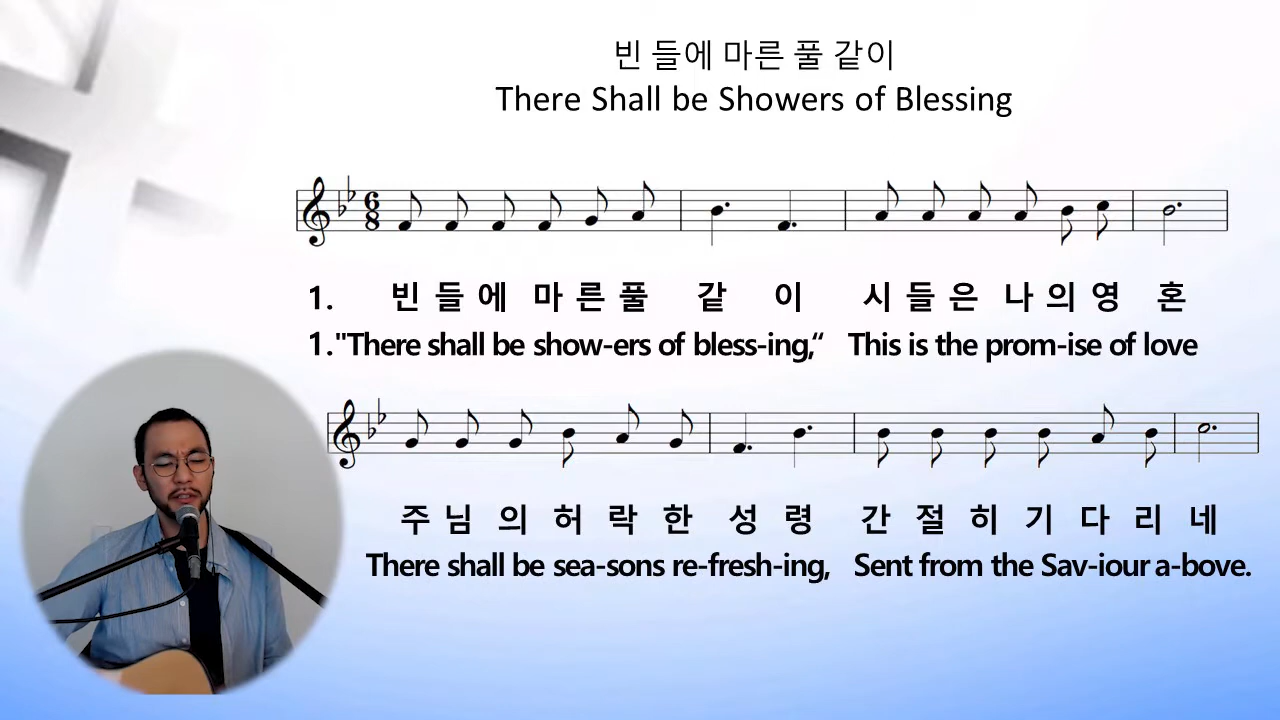 빈 들에 마른 풀 같이
There Shall be Showers of Blessing
6
8
1. 빈 들 에 마 른 풀 같 이 시 들 은 나 의 영 혼
1."There shall be show-ers of bless-ing,“ This is the prom-ise of love
주 님 의 허 락 한 성 령 간 절 히 기 다 리 네
There shall be sea-sons re-fresh-ing, Sent from the Sav-iour a-bove.